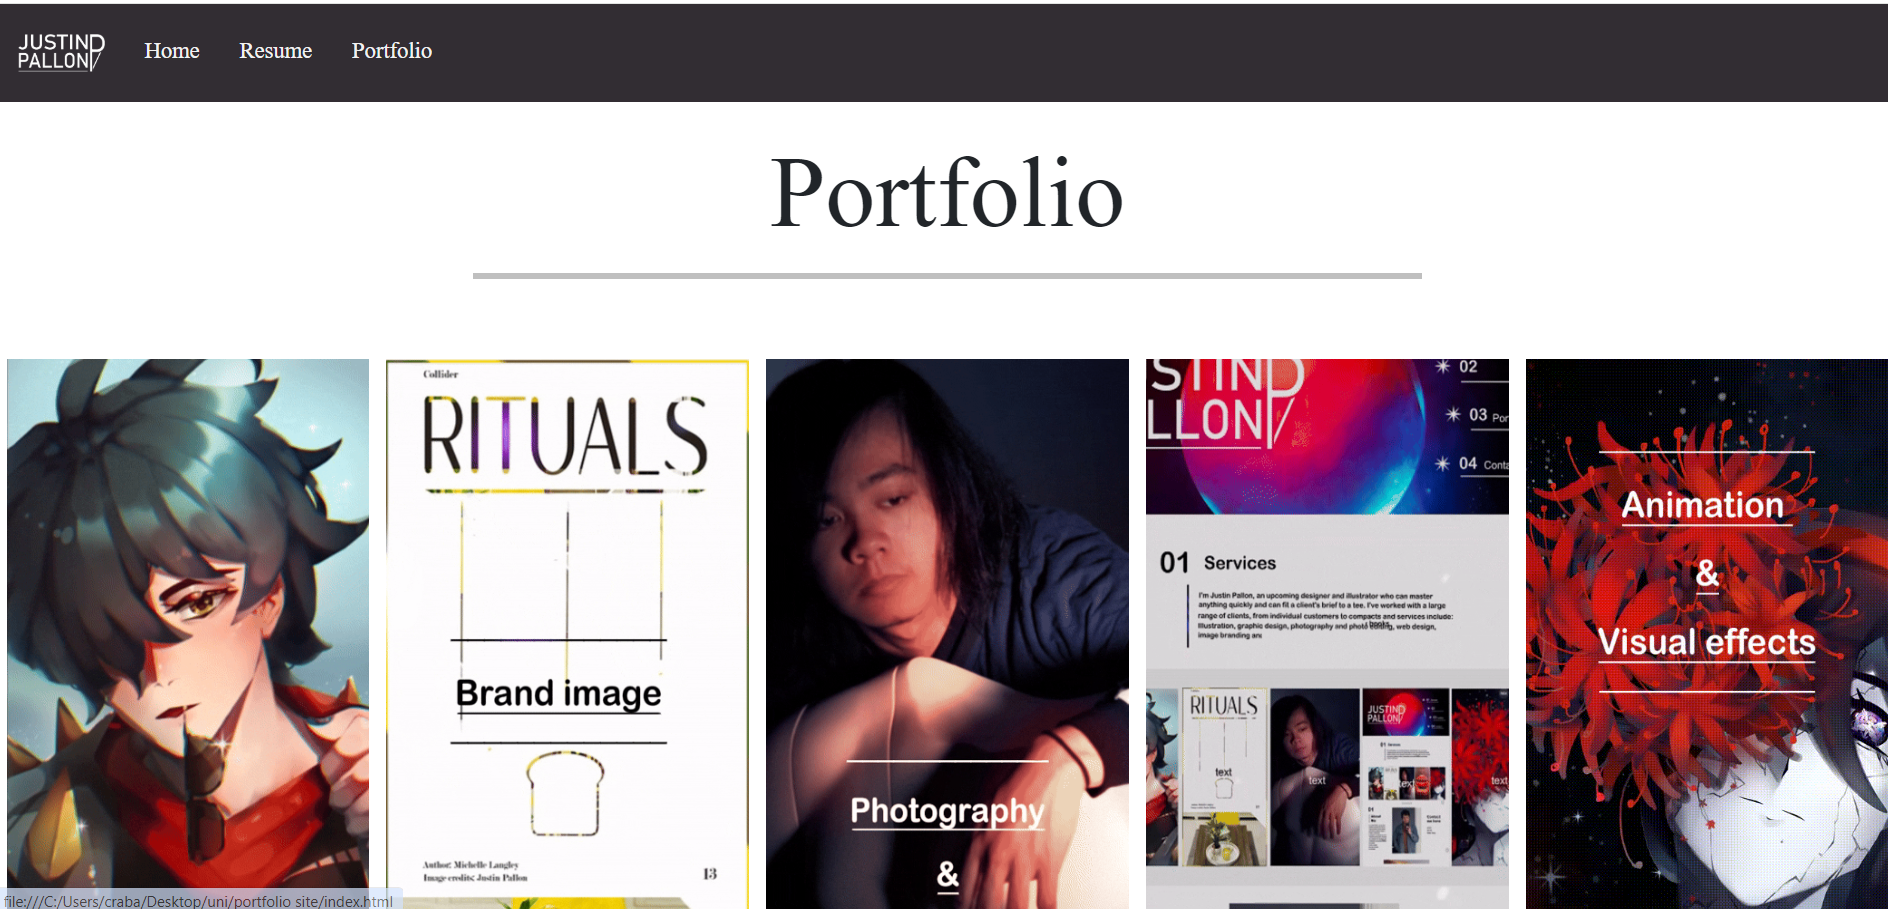 JUSTIN
PALLON
Home
Resume
Portfolio
Portfolio
Collider
RITUALS
Brand image
Author: Michelle Langley
Image credits: Justin Pallon
13
Photography
&
STINP
LLON
02
03
04
01 Services
I'm Justin Pallon, an upcoming designer and illustrator who can master
anything quickly and can fit a client's brief to a tee. I've worked with a large
range of clients, from individual customers to compacts and services include:
Illustration, graphic design, photography and photo editing, web design,
image branding and
RITUALS
text
text
JUSTIN
PALLON
01
text
text
Animation
&
Visual effects
file:///C:/Users/craba/Desktop/uni/portfolio site/index.html